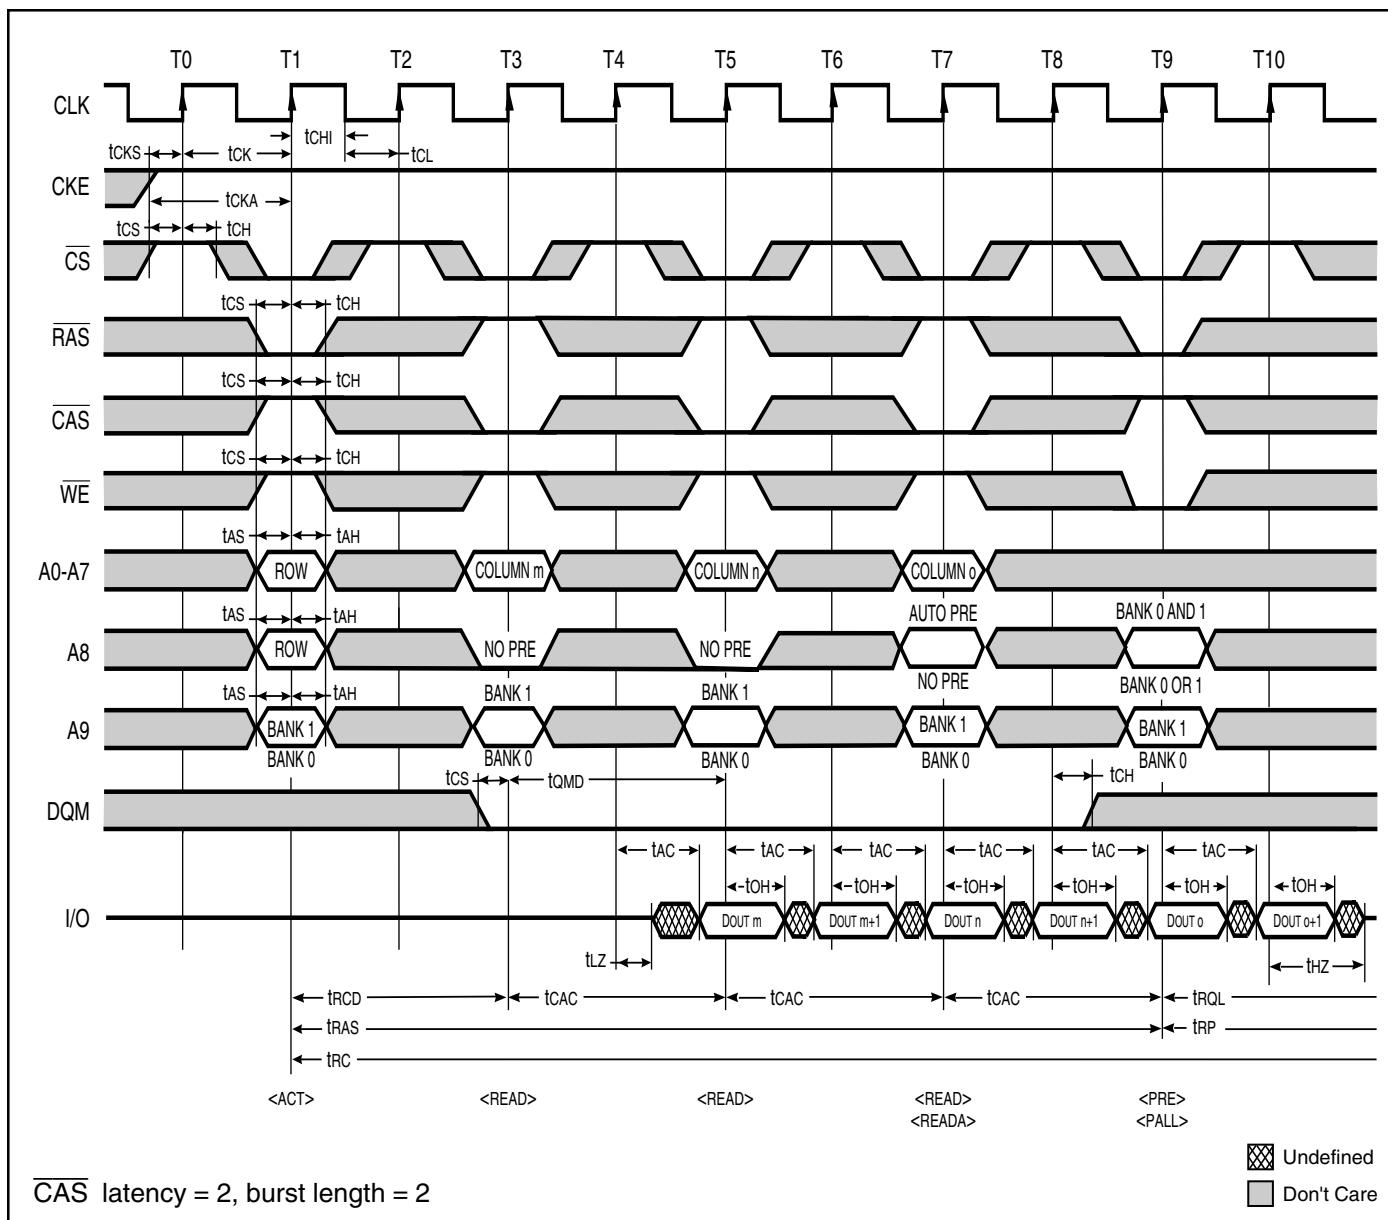 T0 T1 T2 T3 T4 T5 T6 T7 T8 T9 T10
CLK
tCHI
tCKS tCK tCL
CKE
tCKA
tCS tCH
CS
tCS tCH
RAS
tCS tCH
CAS
tCS tCH
WE
tAS tAH
A0-A7 ROW COLUMN m COLUMN n COLUMN o
tAS tAH AUTO PRE BANK 0 AND 1
A8 ROW NO PRE NO PRE
NO PRE BANK 0 OR 1
tAS tAH BANK 1 BANK 1
A9 BANK 1 BANK 1 BANK 1
BANK 0 BANK 0 BANK 0 BANK 0 BANK 0
tCS tQMD tCH
DQM
tAC tAC tAC tAC tAC tAC
tOH tOH tOH tOH tOH tOH
I/O DOUT m DOUT m+1 DOUT n DOUT n+1 DOUT o DOUT o+1
tLZ tHZ
tRCD tCAC tCAC tCAC tRQL
tRAS tRP
tRC
<ACT> <READ> <READ> <READ> <PRE>
<READA> <PALL>
Undefined
CAS latency = 2, burst length = 2
Don't Care